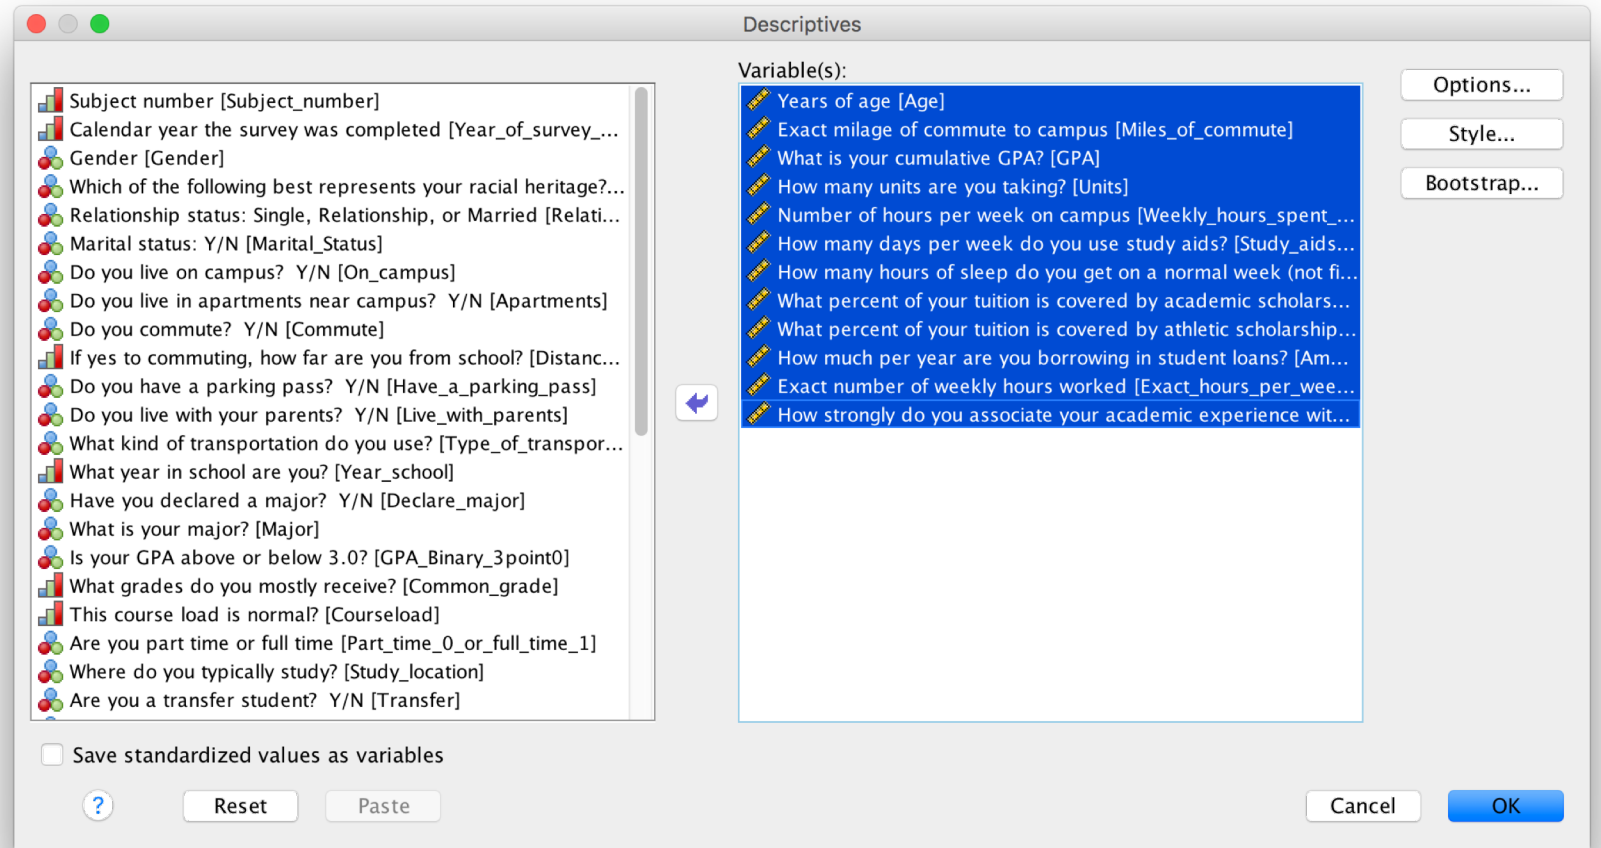 Descriptives
Subject number [Subject_number]
Calendar year the survey was completed [Year_of_survey_...
Gender [Gender]
Which of the following best represents your racial heritage?...
Relationship status: Single, Relationship, or Married [Relati...
Marital status: Y/N [Marital_Status]
Do you live on campus?  Y/N [On_campus]
Do you live in apartments near campus?  Y/N [Apartments]
Do you commute?  Y/N [Commute]
If yes to commuting, how far are you from school? [Distanc...
Do you have a parking pass?  Y/N [Have_a_parking_pass]
Do you live with your parents?  Y/N [Live_with_parents]
What kind of transportation do you use? [Type_of_transpor...
What year in school are you? [Year_school]
Have you declared a major?  Y/N [Declare_major]
What is your major? [Major]
Is your GPA above or below 3.0? [GPA_Binary_3point0]
What grades do you mostly receive? [Common_grade]
This course load is normal? [Courseload]
Are you part time or full time [Part_time_0_or_full_time_1]
Where do you typically study? [Study_location]
Are you a transfer student?  Y/N [Transfer]
Variable(s):
Years of age [Age]
Exact milage of commute to campus [Miles_of_commute]
What is your cumulative GPA? [GPA]
How many units are you taking? [Units]
Number of hours per week on campus [Weekly_hours_spent_...
How many days per week do you use study aids? [Study_aids...
How many hours of sleep do you get on a normal week (not fi...
What percent of your tuition is covered by academic scholars...
What percent of your tuition is covered by athletic scholarship...
How much per year are you borrowing in student loans? [Am...
Exact number of weekly hours worked [Exact_hours_per_wee...
How strongly do you associate your academic experience wit...
Options...
Style...
Bootstrap...
Save standardized values as variables
?
Reset
Paste
Cancel
OK